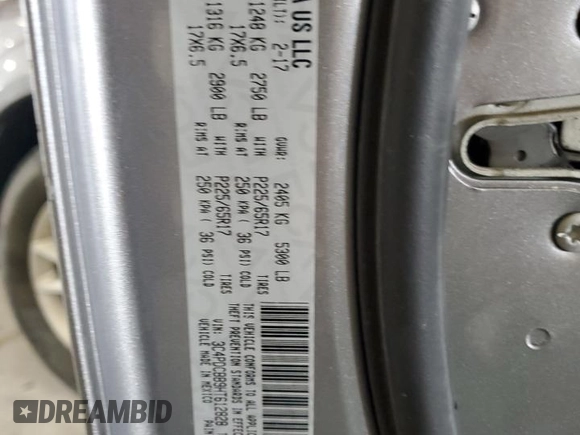 A US LLC
2-17 GVWR: 2405 KG 5300 LB
1248 KG 2750 LB WITH P225/65R17 TIRES
17X6.5 RIMS AT 250 KPA ( 36 PSI) COLD
1316 KG 2900 LB WITH P225/65R17 TIRES
17X6.5 RIMS AT 250 KPA ( 36 PSI) COLD
THIS VEHICLE CONFORMS TO ALL
THEFT PREVENTION STANDARDS IN EFFECT
VIN:
VEHICLE MADE IN MEXICO
DREAMBID